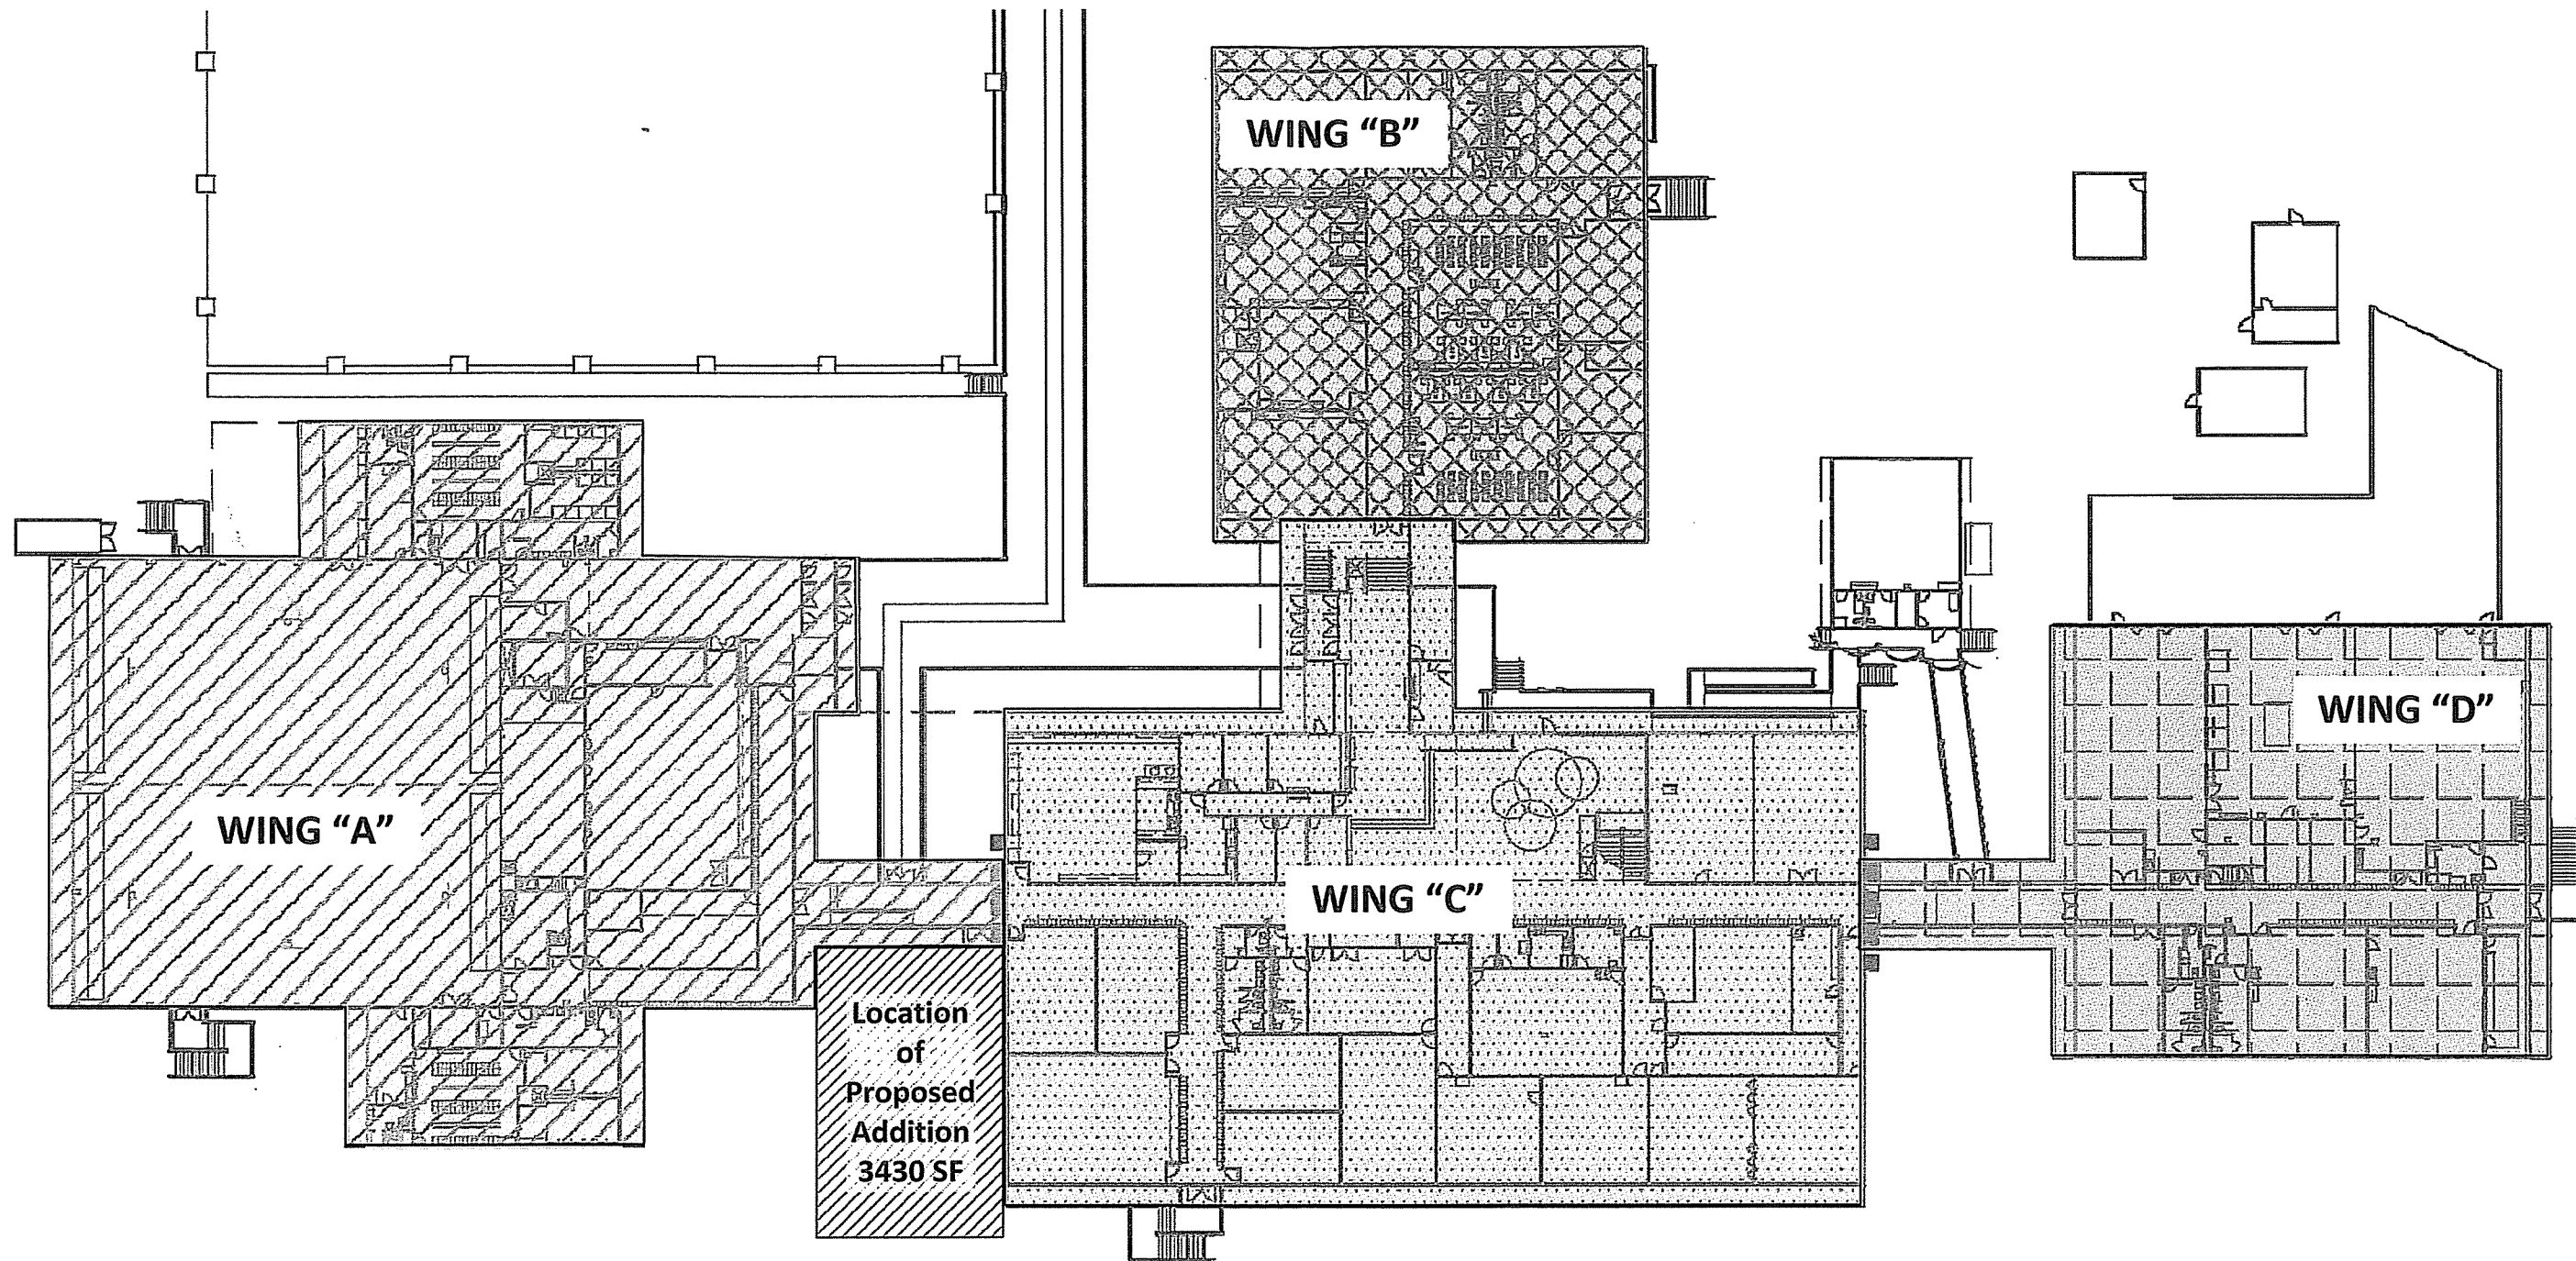 WING “B”
WING “D”
WING “A”
WING “C”
Location
of
Proposed
Addition
3430 SF